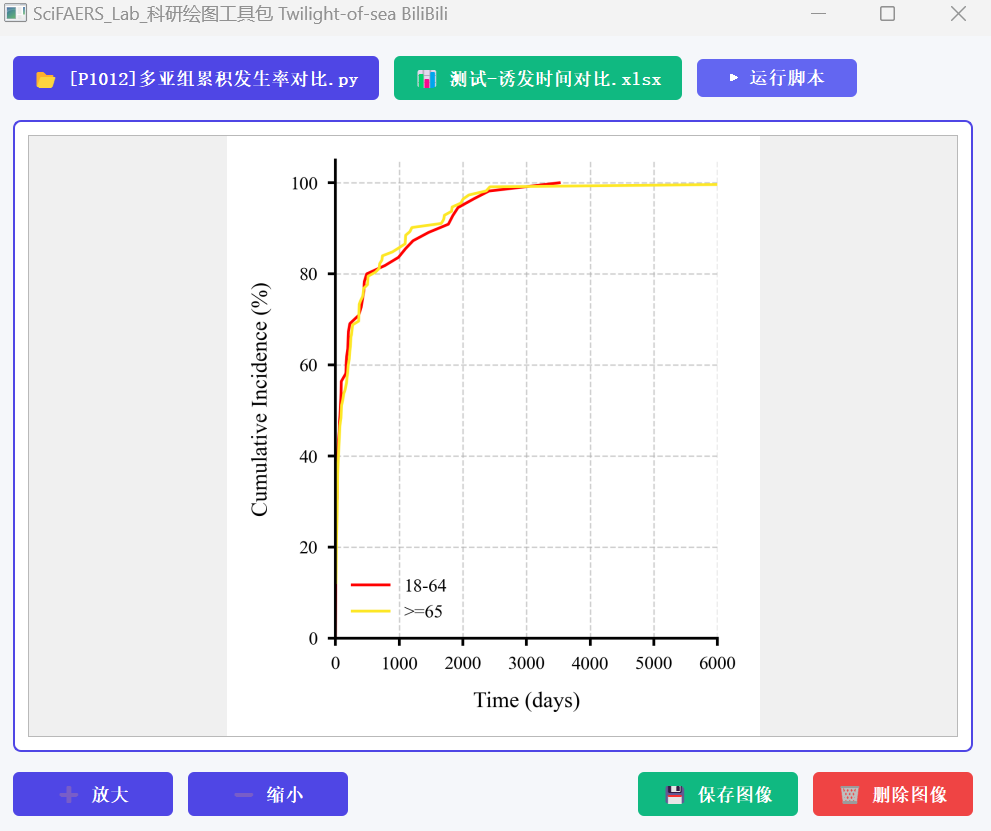 SciFAERS_Lab_科研绘图工具包 Twilight-of-sea BiliBili
[P1012]多亚组累积发生率对比.py
测试-诱发时间对比.xlsx
运行脚本
100
80
60
40
20
0
Cumulative Incidence (%)
18-64
>=65
0 1000 2000 3000 4000 5000 6000
Time (days)
放大
缩小
保存图像
删除图像